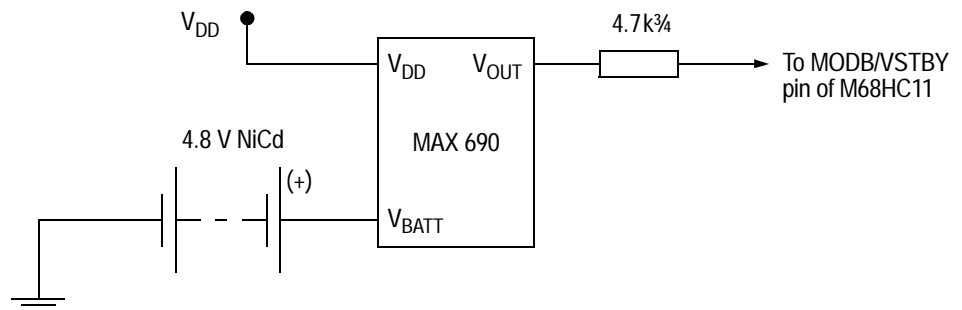 V_DD
4.7k¾
V_DD V_OUT
To MODB/VSTBY
pin of M68HC11
4.8 V NiCd
MAX 690
(+)
V_BATT